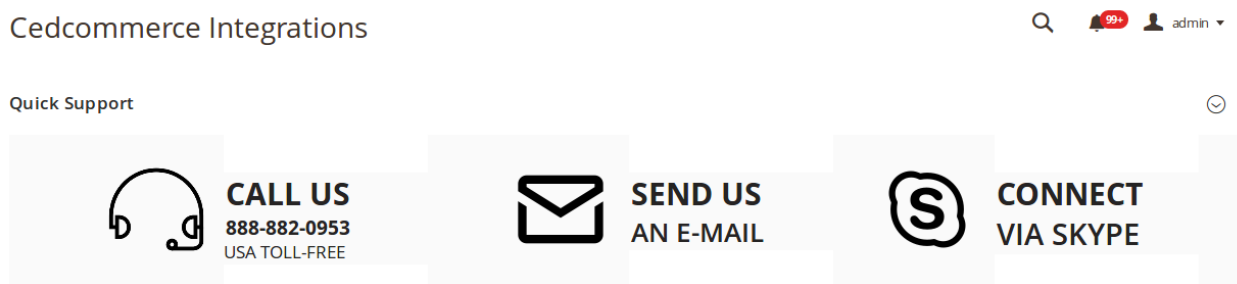 Cedcommerce Integrations
99+
admin
Quick Support
CALL US
888-882-0953
USA TOLL-FREE
SEND US
AN E-MAIL
S
CONNECT
VIA SKYPE